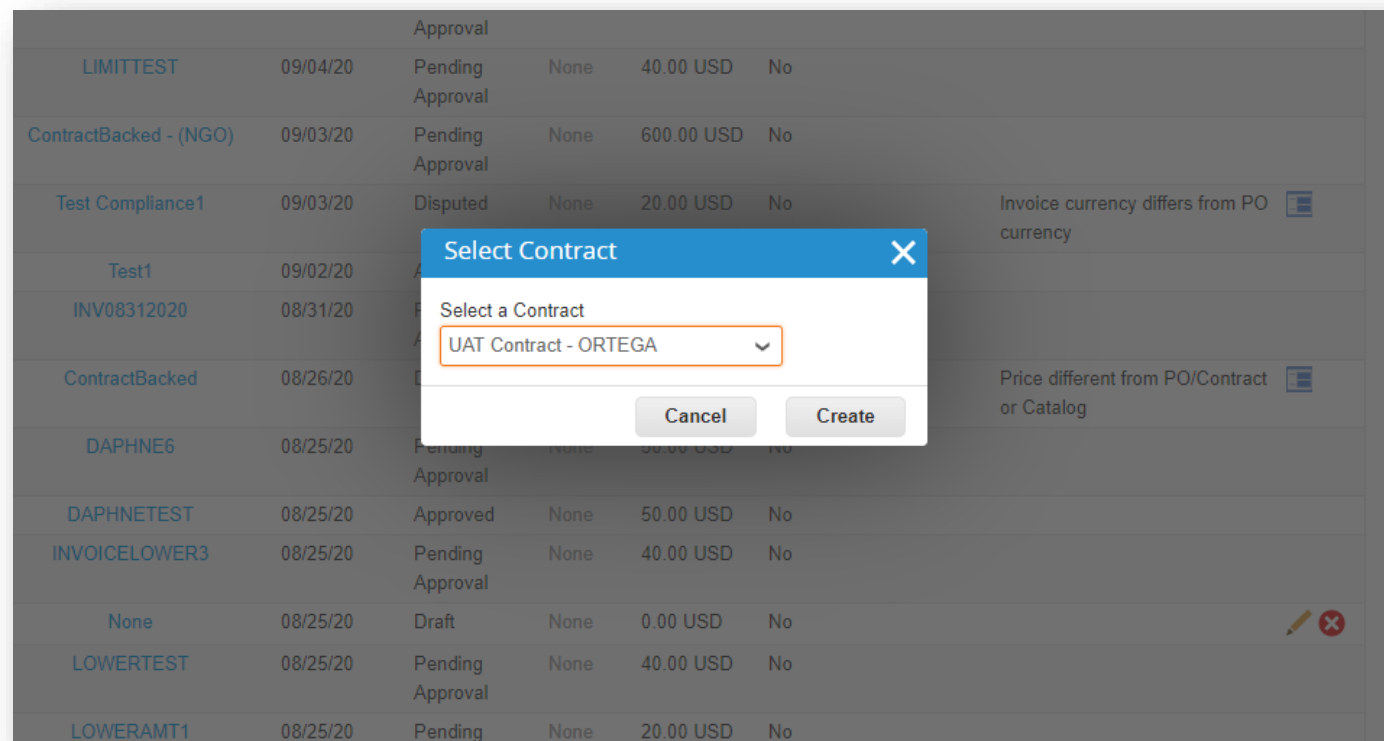 Approval
LIMITTEST 09/04/20 Pending None 40.00 USD No
Approval
ContractBacked - (NGO) 09/03/20 Pending None 600.00 USD No
Approval
Test Compliance1 09/03/20 Disputed None 20.00 USD No Invoice currency differs from PO
currency
Select Contract
Test1 09/02/20
Select a Contract
INV08312020 08/31/20
UAT Contract - ORTEGA
ContractBacked 08/26/20 Price different from PO/Contract
or Catalog
Cancel Create
DAPHNE6 08/25/20 Pending None 50.00 USD No
Approval
DAPHNETEST 08/25/20 Approved None 50.00 USD No
INVOICELOWER3 08/25/20 Pending None 40.00 USD No
Approval
None 08/25/20 Draft None 0.00 USD No
LOWERTEST 08/25/20 Pending None 40.00 USD No
Approval
LOWERAMT1 08/25/20 Pending None 20.00 USD No